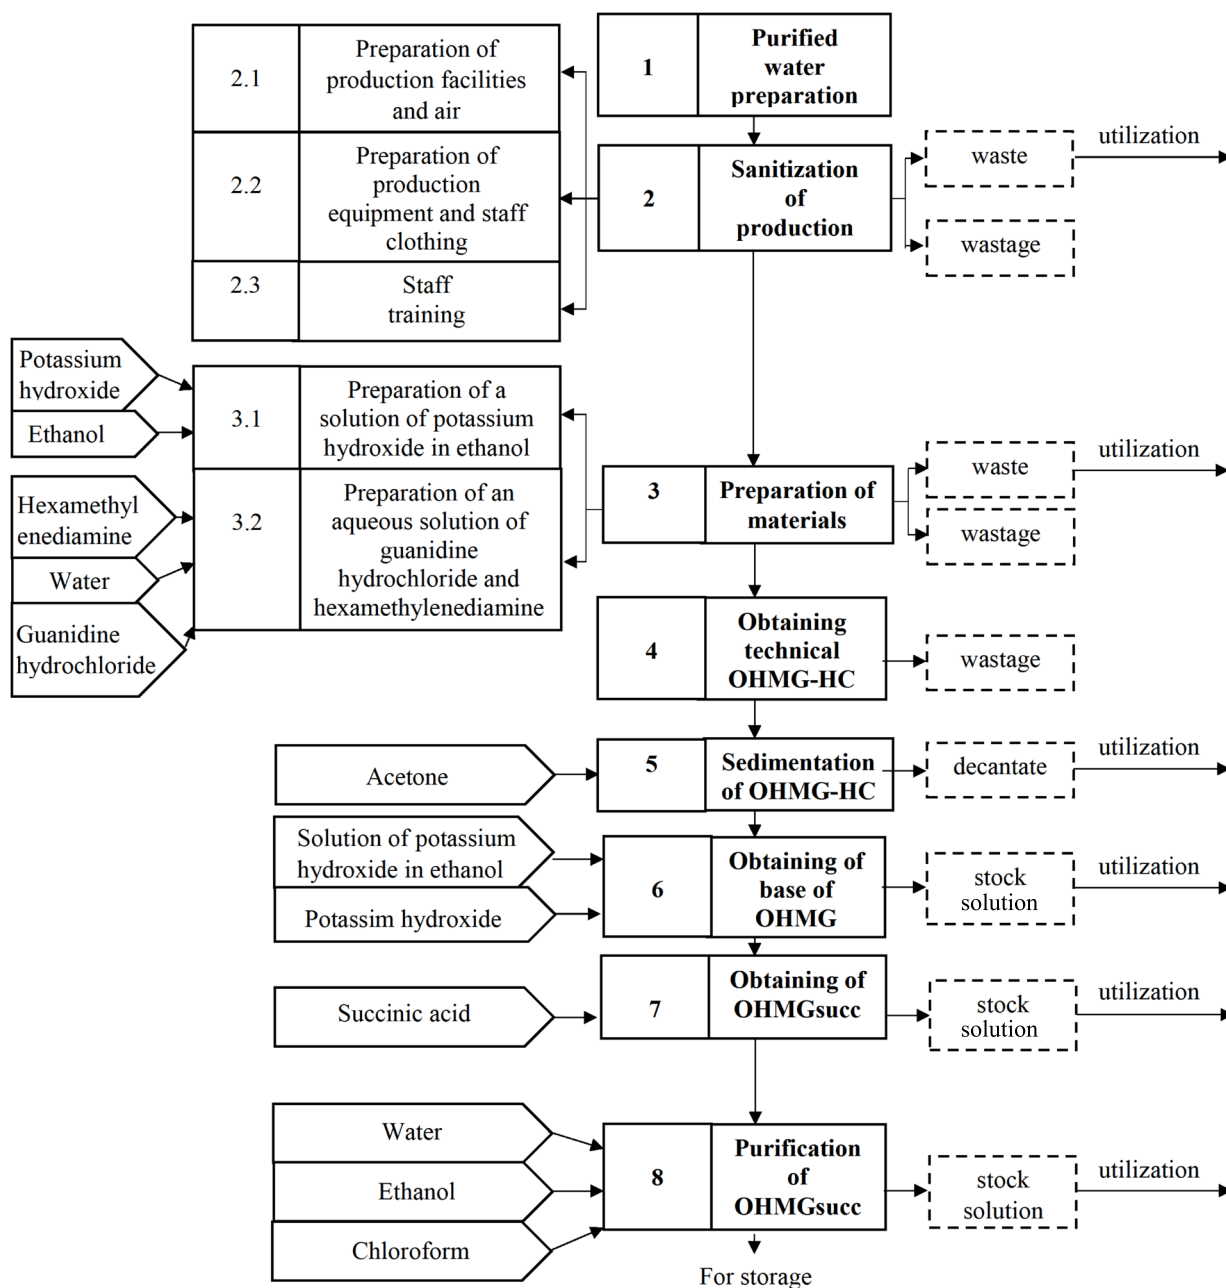 2.1
Preparation of
production facilities
and air
1
Purified
water
preparation
2.2
Preparation of
production
equipment and staff
clothing
2
Sanitization
of
production
waste
utilization
wastage
2.3
Staff
training
Potassium
hydroxide
Ethanol
3.1
Preparation of a
solution of potassium
hydroxide in ethanol
Hexamethyl
enediamine
Water
Guanidine
hydrochloride
3.2
Preparation of an
aqueous solution of
guanidine
hydrochloride and
hexamethylenediamine
3
Preparation of
materials
waste
utilization
wastage
4
Obtaining
technical
OHMG-HC
wastage
Acetone
5
Sedimentation
of OHMG-HC
decantate
utilization
Solution of potassium
hydroxide in ethanol
Potassim hydroxide
6
Obtaining of
base of
OHMG
stock
solution
utilization
Succinic acid
7
Obtaining of
OHMGsucc
stock
solution
utilization
Water
Ethanol
Chloroform
8
Purification
of
OHMGsucc
stock
solution
utilization
For storage